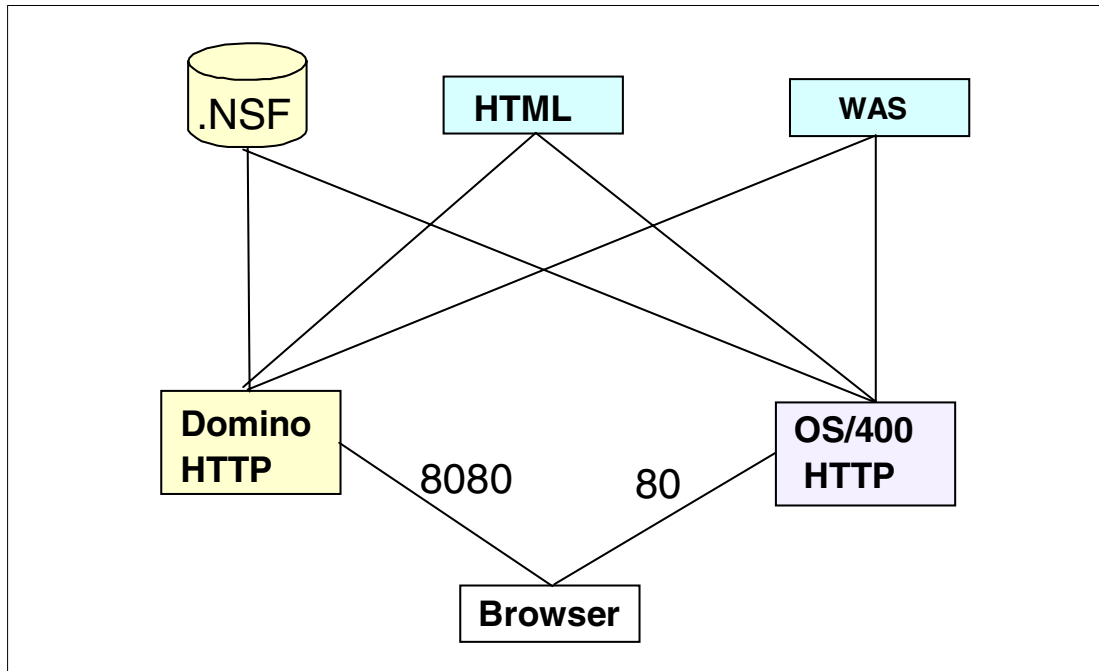 .NSF
HTML
WAS
Domino
HTTP
OS/400
HTTP
8080
80
Browser